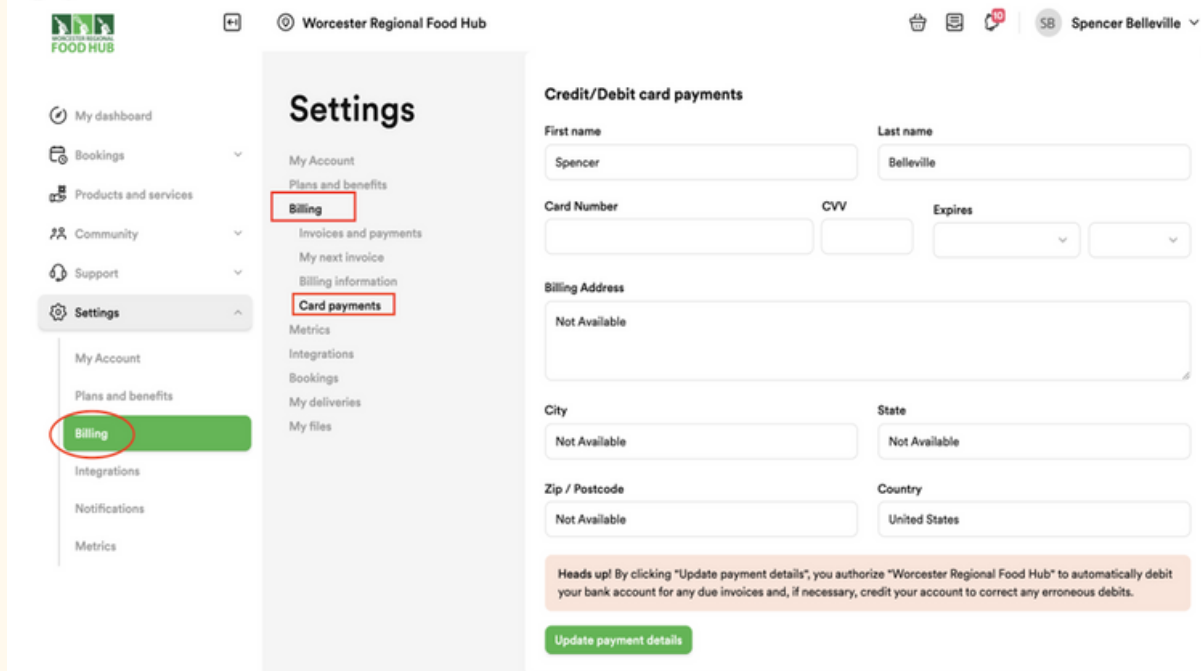 WORCESTER REGIONAL
FOOD HUB
Worcester Regional Food Hub
10
SB
Spencer Belleville
My dashboard
Bookings
Products and services
Community
Support
Settings
My Account
Plans and benefits
Billing
Integrations
Notifications
Metrics
Settings
My Account
Plans and benefits
Billing
Invoices and payments
My next invoice
Billing information
Card payments
Metrics
Integrations
Bookings
My deliveries
My files
Credit/Debit card payments
First name
Last name
Spencer
Belleville
Card Number
CVV
Expires
Billing Address
Not Available
City
State
Not Available
Not Available
Zip / Postcode
Country
Not Available
United States
Heads up! By clicking "Update payment details", you authorize "Worcester Regional Food Hub" to automatically debit
your bank account for any due invoices and, if necessary, credit your account to correct any erroneous debits.
Update payment details